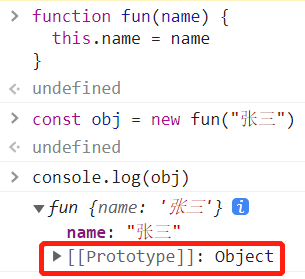 function fun(name) {
this.name = name
}
undefined
const obj = new fun("张三")
undefined
console.log(obj)
fun {name: '张三'} i
name: "张三"
[[Prototype]]: Object